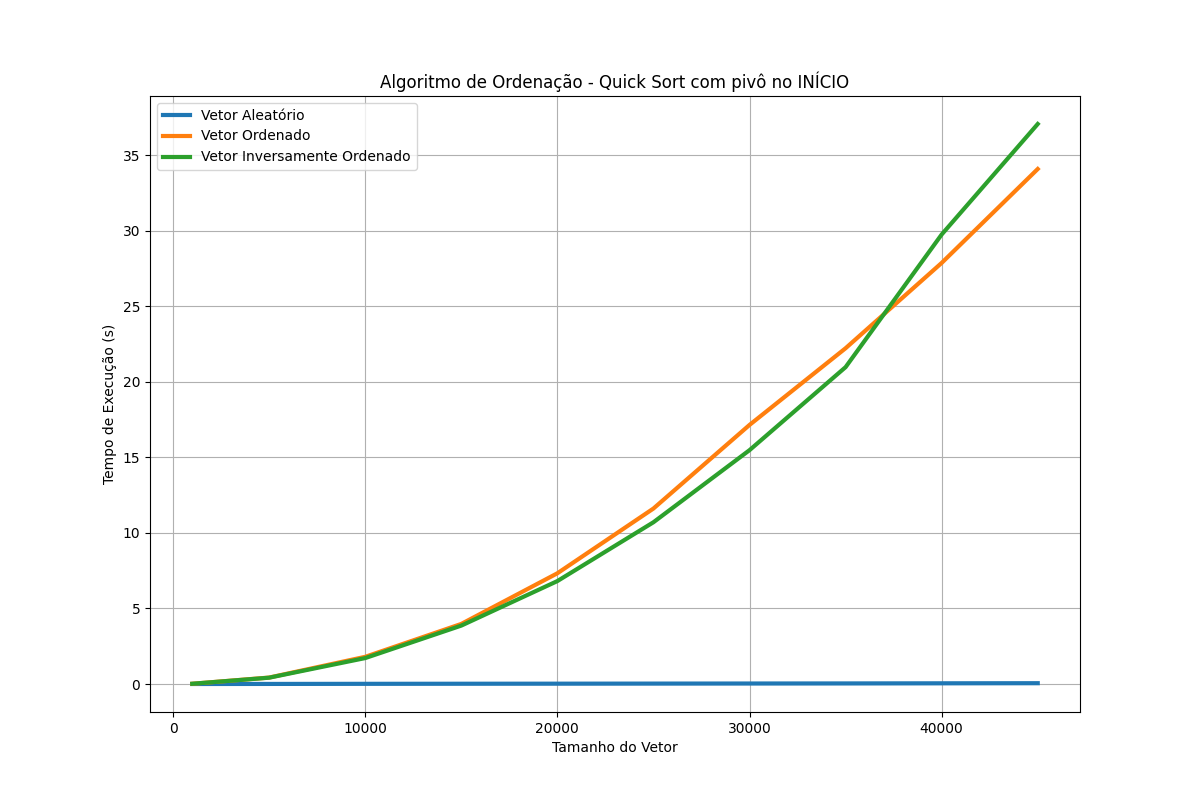 Algoritmo de Ordenação - Quick Sort com pivô no INÍCIO
Vetor Aleatório
Vetor Ordenado
Vetor Inversamente Ordenado
Tempo de Execução (s)
35
30
25
20
15
10
5
0
0 10000 20000 30000 40000
Tamanho do Vetor